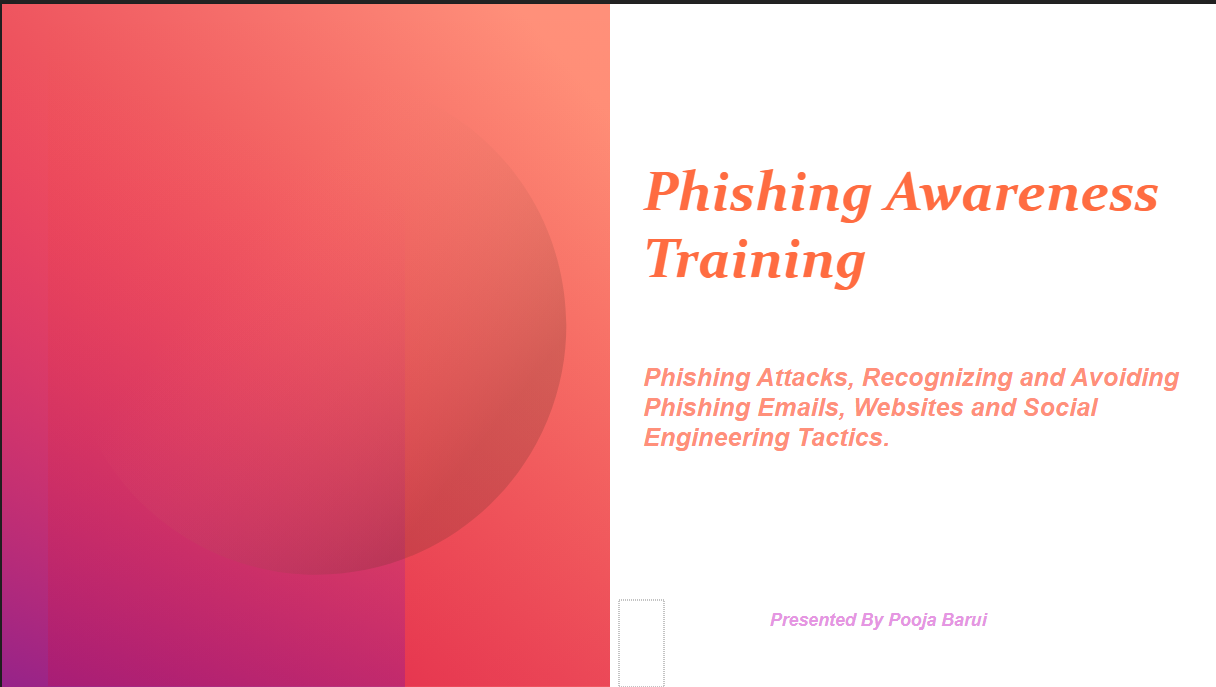 Phishing Awareness
Training
Phishing Attacks, Recognizing and Avoiding
Phishing Emails, Websites and Social
Engineering Tactics.
Presented By Pooja Barui